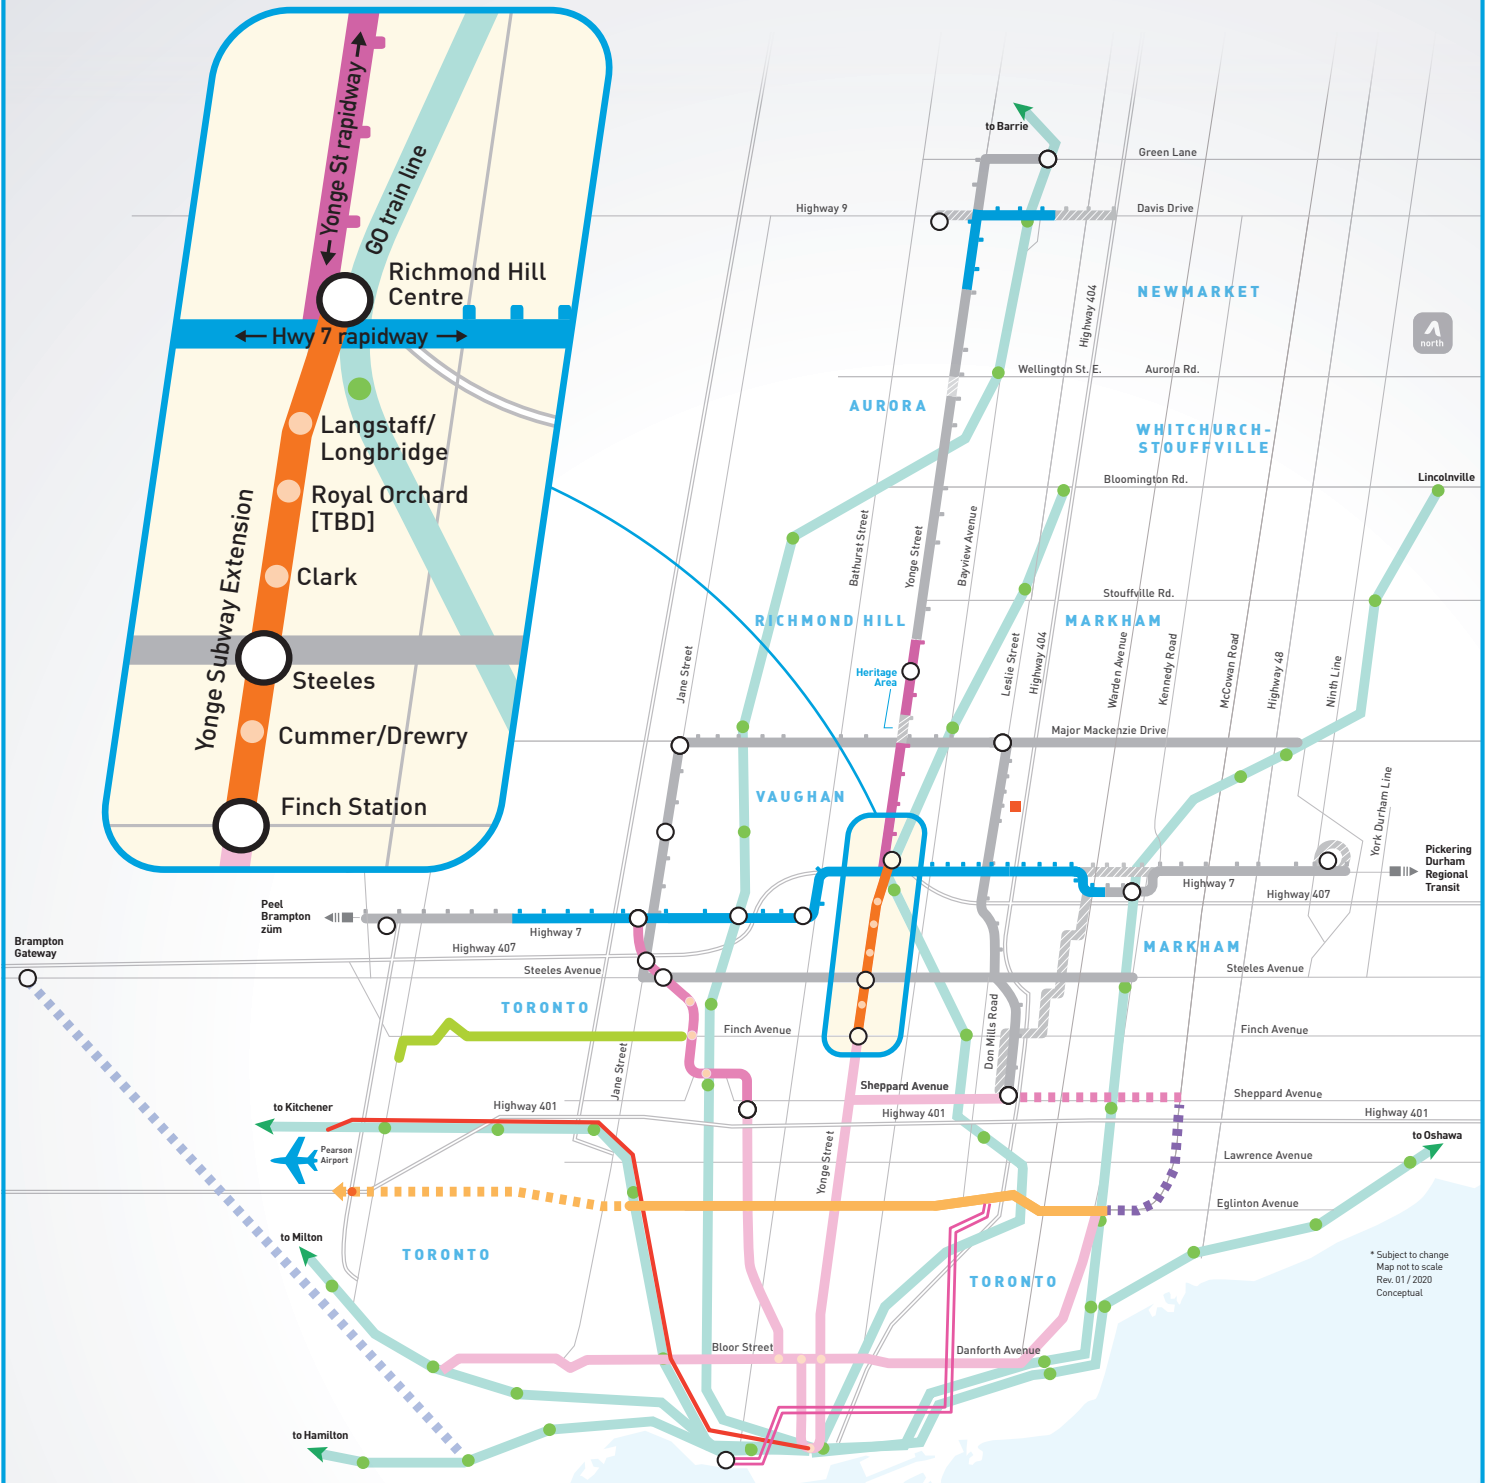 Yonge St rapidway
GO train line
Richmond Hill
Centre
Hwy 7 rapidway
Langstaff/
Longbridge
Royal Orchard
[TBD]
Clark
Yonge Subway Extension
Steeles
Cummer/Drewry
Finch Station
to Barrie
Green Lane
Highway 9
Davis Drive
NEWMARKET
Highway 404
north
Wellington St. E.
Aurora Rd.
AURORA
WHITCHURCH-
STOUFFVILLE
Bloomington Rd.
Lincolnville
Bathurst Street
Yonge Street
Bayview Avenue
Stouffville Rd.
RICHMOND HILL
MARKHAM
Jane Street
Heritage
Area
Leslie Street
Highway 404
Warden Avenue
Kennedy Road
McCowan Road
Highway 48
Ninth Line
Major Mackenzie Drive
VAUGHAN
York Durham Line
Pickering
Durham
Regional
Transit
Highway 7
Highway 407
Peel
Brampton
züm
Highway 7
Brampton
Gateway
Highway 407
Steeles Avenue
MARKHAM
Steeles Avenue
TORONTO
Finch Avenue
Don Mills Road
Finch Avenue
Jane Street
Sheppard Avenue
Sheppard Avenue
to Kitchener
Highway 401
Highway 401
Highway 401
Pearson
Airport
Yonge Street
to Oshawa
Lawrence Avenue
Eglinton Avenue
to Milton
TORONTO
TORONTO
* Subject to change
Map not to scale
Rev. 01 / 2020
Conceptual
Bloor Street
Danforth Avenue
to Hamilton